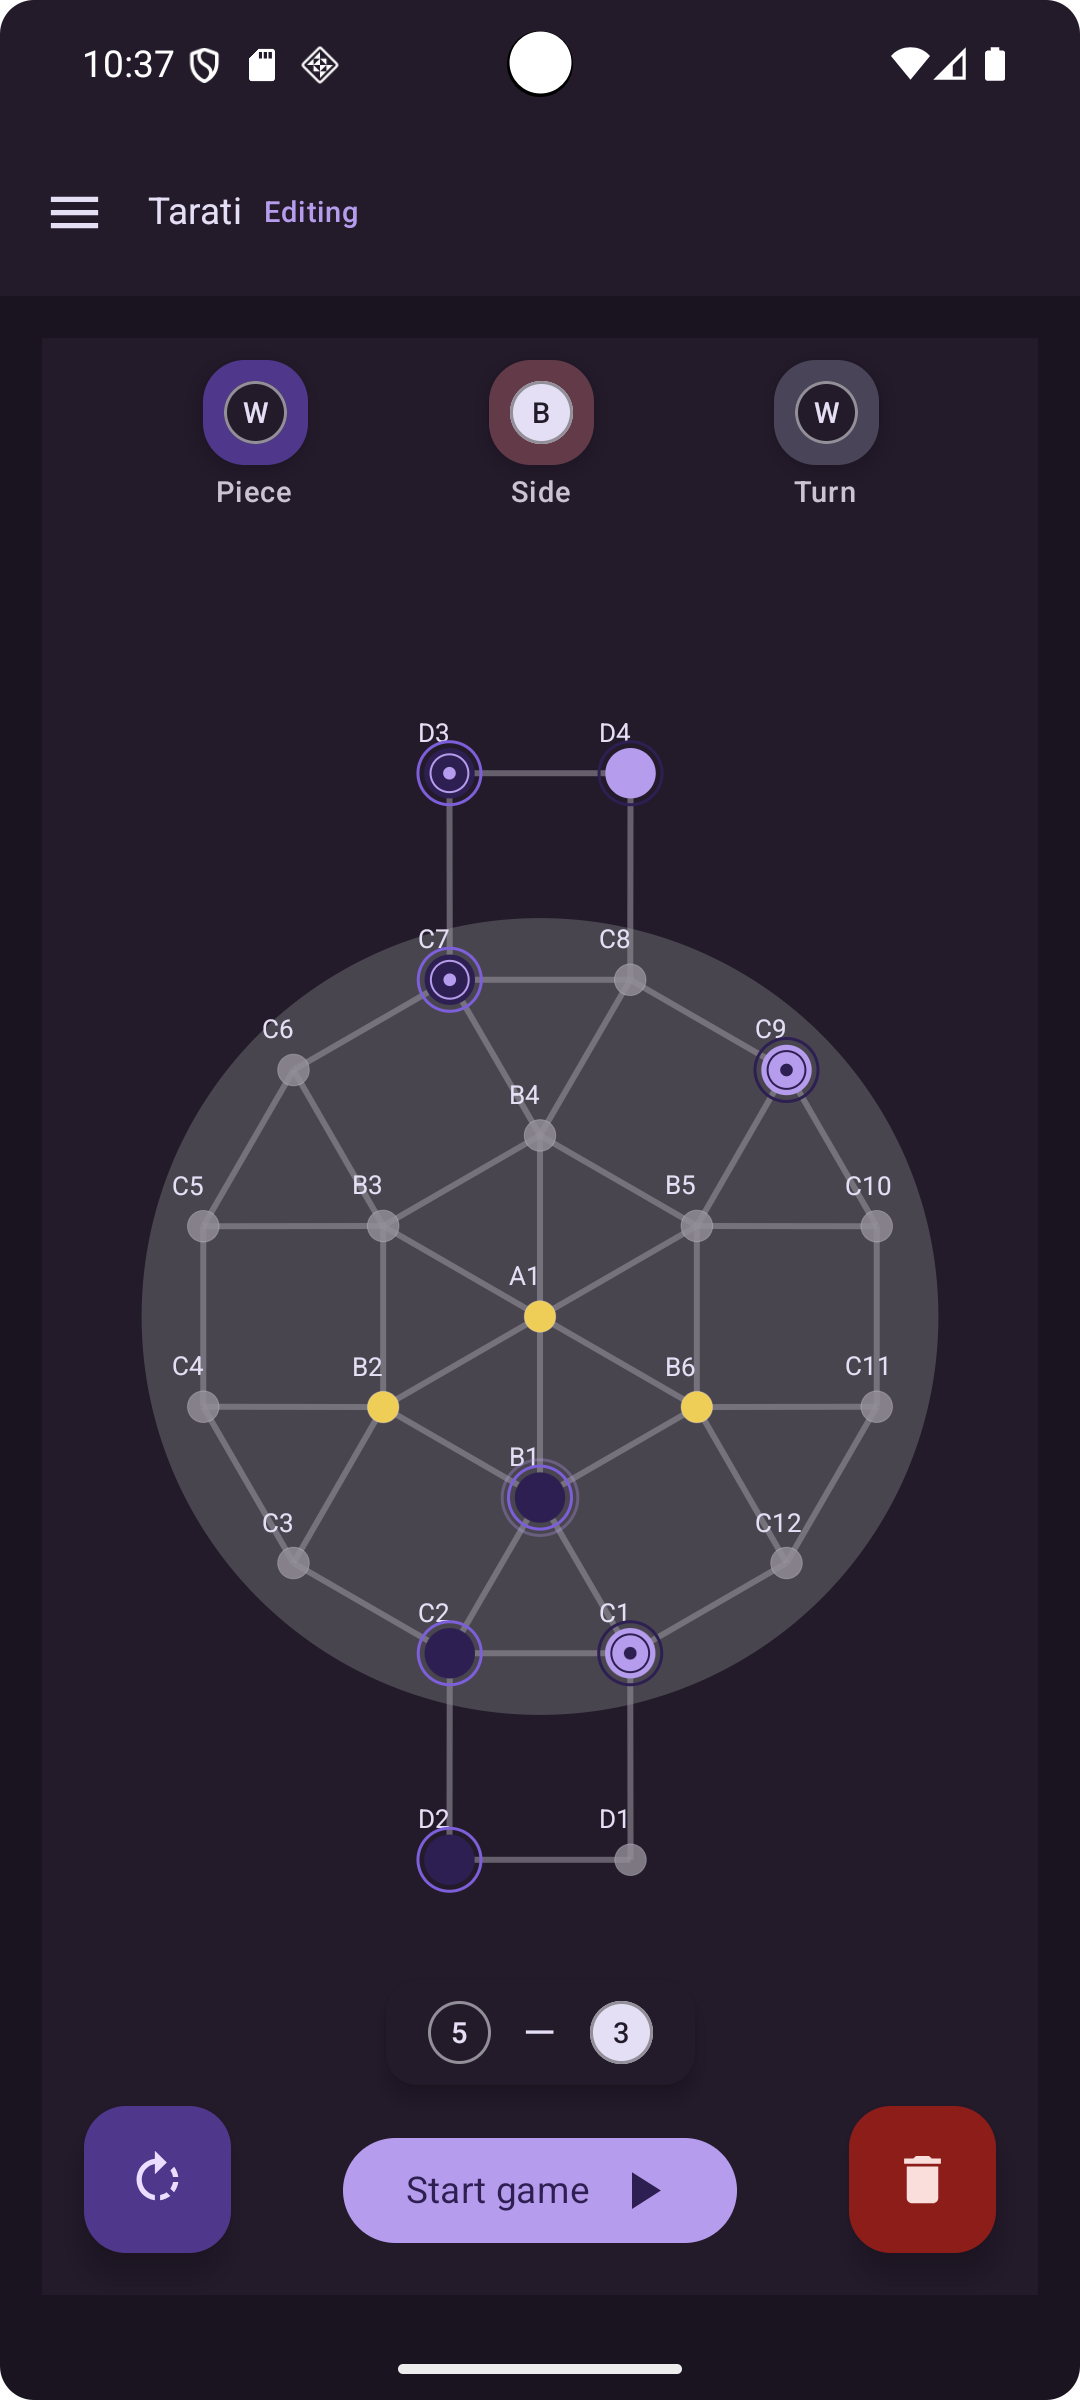 10:37
Tarati Editing
W B W
Piece Side Turn
D3 D4
C7 C8
C6 C9
B4
C5 B3 B5 C10
A1
C4 B2 B6 C11
B1
C3 C12
C2 C1
D2 D1
5 — 3
Start game